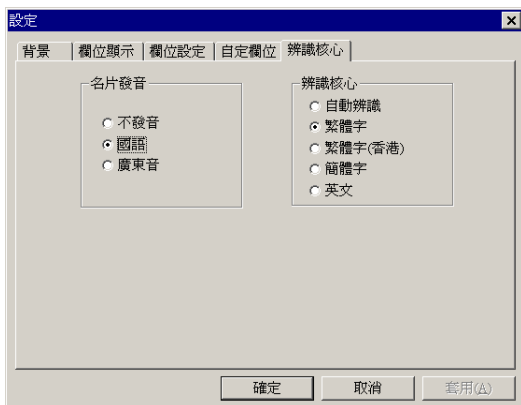 設定
背景 欄位顯示 欄位設定 自定欄位 辨識核心
名片發音
不發音
國語
廣東音
辨識核心
自動辨識
繁體字
繁體字(香港)
簡體字
英文
確定 取消 套用(A)